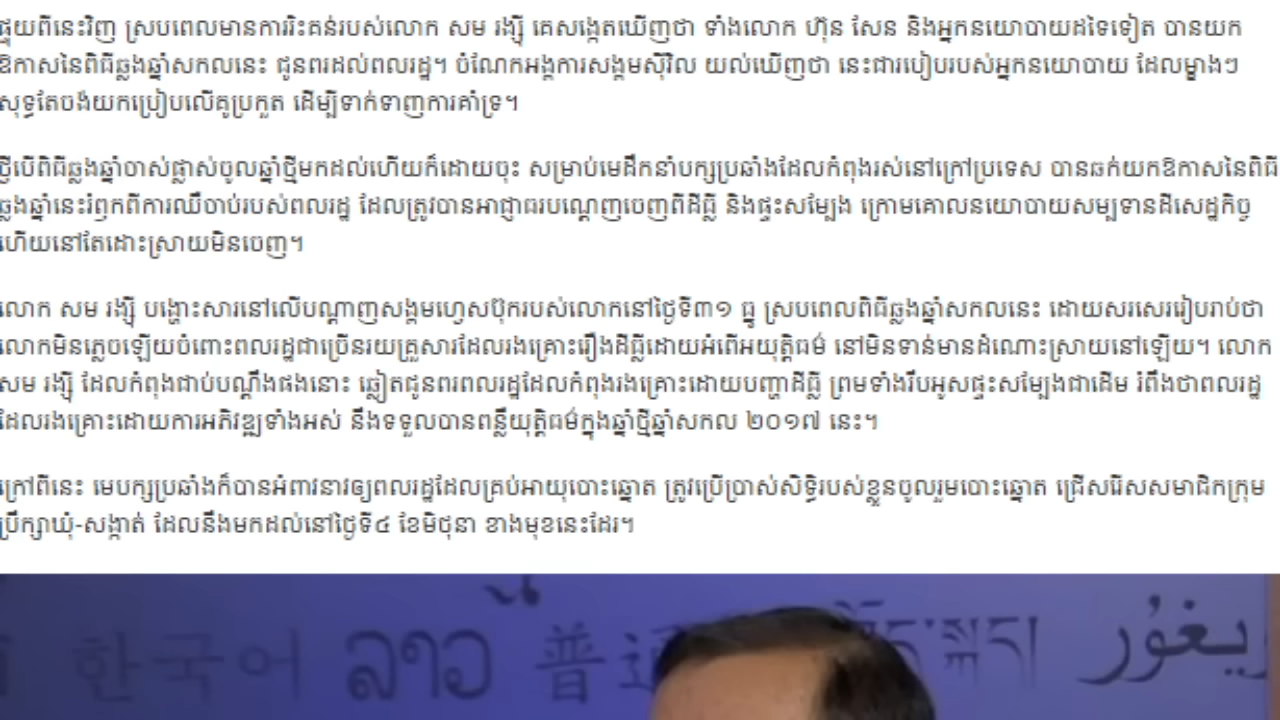 ផ្ទុយពីនេះវិញ ស្របពេលមានការរិះគន់របស់លោក សម រង្ស៊ី គេសង្កេតឃើញថា ទាំងលោក ហ៊ុន សែន និងអ្នកនយោបាយដទៃទៀត បានយក
ឱកាសនៃពិធីឆ្លងឆ្នាំសកលនេះ ជូនពរដល់ពលរដ្ឋ។ ចំណែកអង្គការសង្គមស៊ីវិល យល់ឃើញថា នេះជារបៀបរបស់អ្នកនយោបាយ ដែលម្ខាងៗ
សុទ្ធតែចង់យកប្រៀបលើគូប្រកួត ដើម្បីទាក់ទាញការគាំទ្រ។
ថ្វីបើពិធីឆ្លងឆ្នាំចាស់ផ្លាស់ចូលឆ្នាំថ្មីមកដល់ហើយក៏ដោយចុះ សម្រាប់មេដឹកនាំបក្សប្រឆាំងដែលកំពុងរស់នៅក្រៅប្រទេស បានឆក់យកឱកាសនៃពិធី
ឆ្លងឆ្នាំនេះរំឭកពីការឈឺចាប់របស់ពលរដ្ឋ ដែលត្រូវបានអាជ្ញាធរបណ្ដេញចេញពីដីធ្លី និងផ្ទះសម្បែង ក្រោមគោលនយោបាយសម្បទានដីសេដ្ឋកិច្ច
ហើយនៅតែដោះស្រាយមិនចេញ។
លោក សម រង្ស៊ី បង្ហោះសារនៅលើបណ្ដាញសង្គមហ្វេសប៊ុករបស់លោកនៅថ្ងៃទី៣១ ធ្នូ ស្របពេលពិធីឆ្លងឆ្នាំសកលនេះ ដោយសរសេររៀបរាប់ថា
លោកមិនភ្លេចឡើយចំពោះពលរដ្ឋជាច្រើនរយគ្រួសារដែលរងគ្រោះរឿងដីធ្លីដោយអំពើអយុត្តិធម៌ នៅមិនទាន់មានដំណោះស្រាយនៅឡើយ។ លោក
សម រង្ស៊ី ដែលកំពុងជាប់បណ្ដឹងផងនោះ ឆ្លៀតជូនពរពលរដ្ឋដែលកំពុងរងគ្រោះដោយបញ្ហាដីធ្លី ព្រមទាំងរឹបអូសផ្ទះសម្បែងជាដើម រំពឹងថាពលរដ្ឋ
ដែលរងគ្រោះដោយការអភិវឌ្ឍទាំងអស់ នឹងទទួលបានពន្លឺយុត្តិធម៌ក្នុងឆ្នាំថ្មីឆ្នាំសកល ២០១៧ នេះ។
ក្រៅពីនេះ មេបក្សប្រឆាំងក៏បានអំពាវនាវឲ្យពលរដ្ឋដែលគ្រប់អាយុបោះឆ្នោត ត្រូវប្រើប្រាស់សិទ្ធិរបស់ខ្លួនចូលរួមបោះឆ្នោត ជ្រើសរើសសមាជិកក្រុម
ប្រឹក្សាឃុំ-សង្កាត់ ដែលនឹងមកដល់នៅថ្ងៃទី៤ ខែមិថុនា ខាងមុខនេះដែរ។
한국어 ລາວ 普